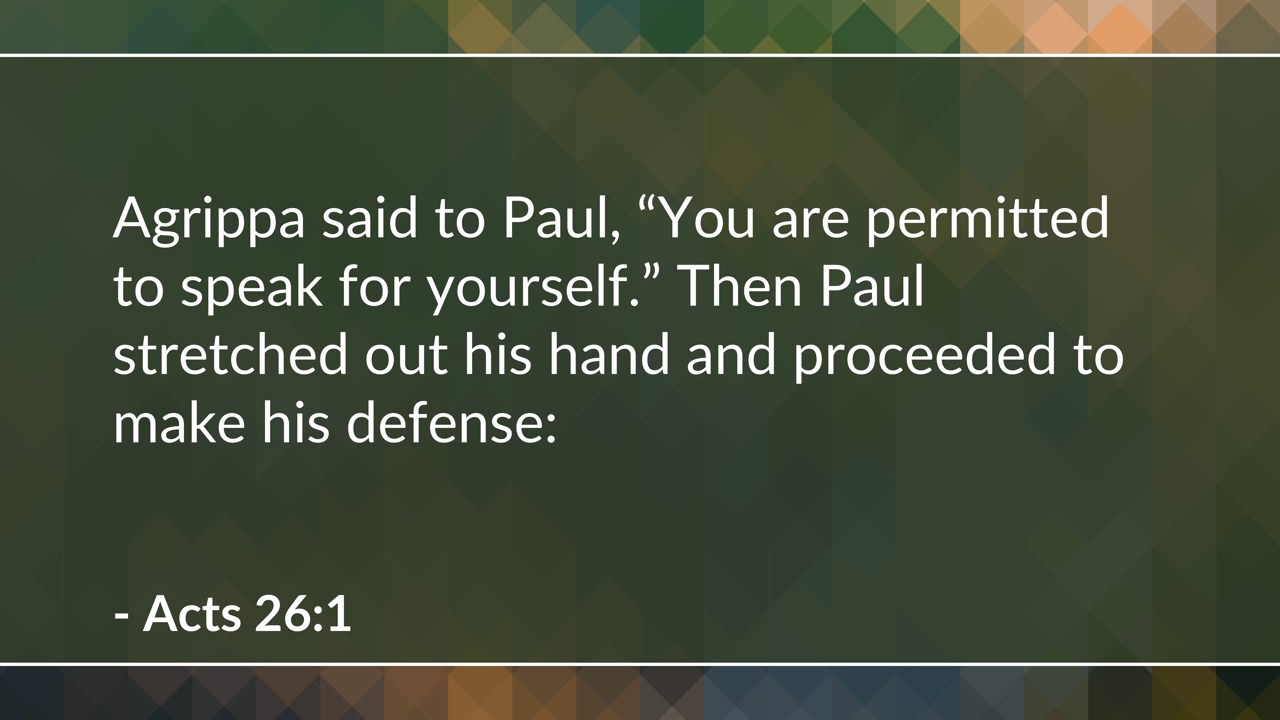 Agrippa said to Paul, “You are permitted
to speak for yourself.” Then Paul
stretched out his hand and proceeded to
make his defense:
- Acts 26:1